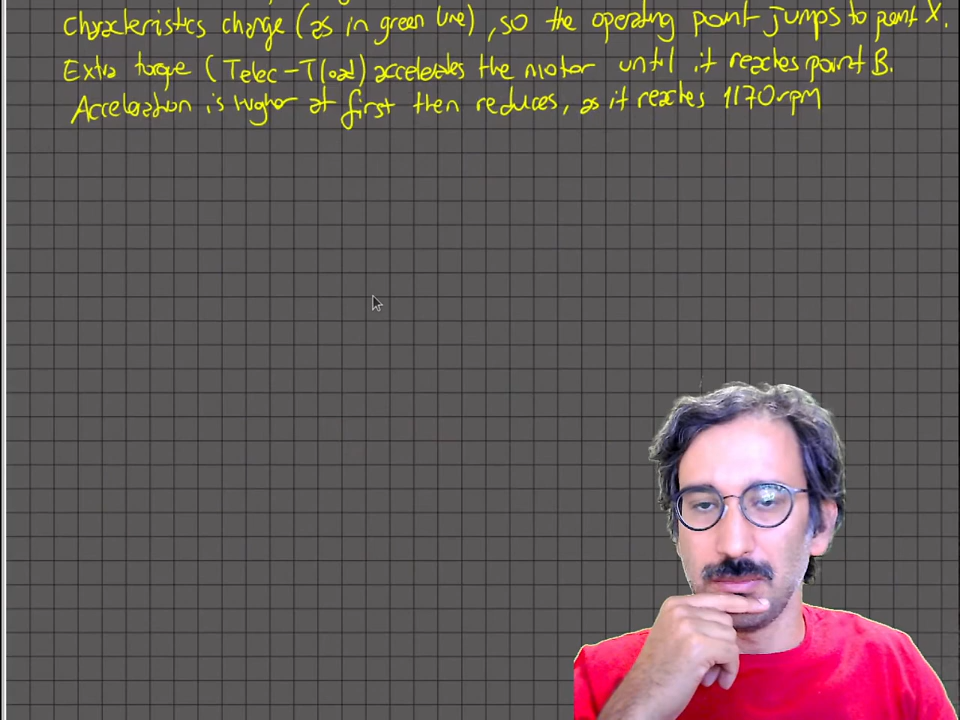 characteristics change (as in green line), so the operating point jumps to point X.
Extra torque (Telec-Tload) accelerates the motor until it reaches point B.
Acceleration is higher at first then reduces, as it reaches 1170rpm